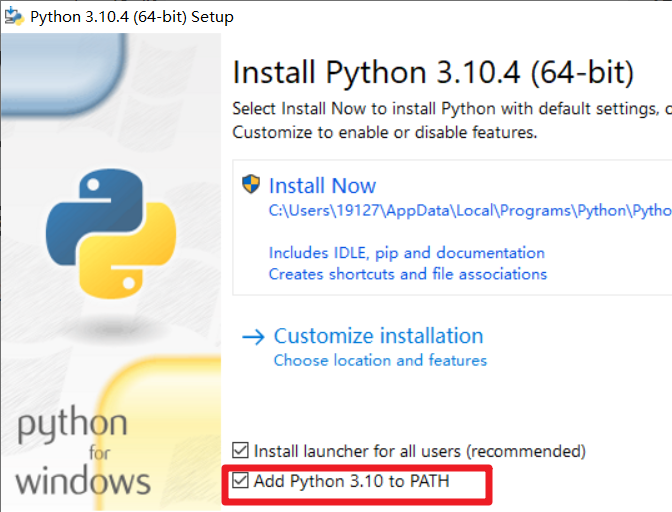 Python 3.10.4 (64-bit) Setup
Install Python 3.10.4 (64-bit)
Select Install Now to install Python with default settings,
Customize to enable or disable features.
Install Now
C:\Users\19127\AppData\Local\Programs\Python\Pytho
Includes IDLE, pip and documentation
Creates shortcuts and file associations
Customize installation
Choose location and features
python
for
windows
Install launcher for all users (recommended)
Add Python 3.10 to PATH